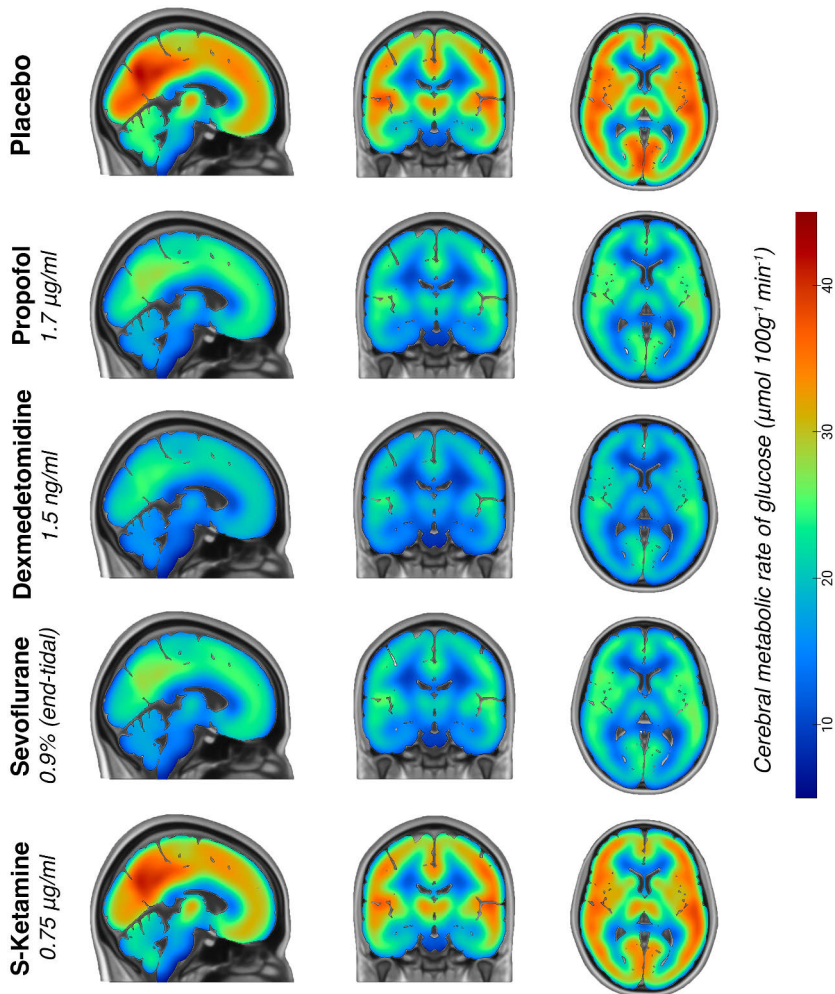 Placebo
Propofol
1.7 µg/ml
Dexmedetomidine
1.5 ng/ml
Sevoflurane
0.9% (end-tidal)
S-Ketamine
0.75 µg/ml
Cerebral metabolic rate of glucose (µmol 100g⁻¹ min⁻¹)
10
20
30
40